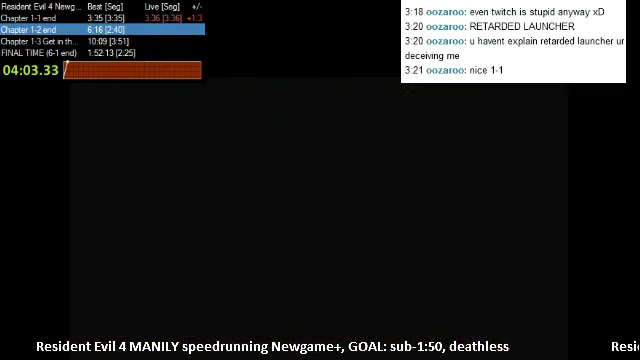 Resident Evil 4 Newg... Beat [Seg] Live [Seg] +/-
Chapter 1-1 end 3:35 [3:35] 3:36 [3:36] +1.3
Chapter 1-2 end 6:16 [2:40]
Chapter 1-3 Get in th... 10:09 [3:51]
FINAL TIME (6-1 end) 1:52:13 [2:25]
04:03.33
3:18 oozaroo: even twitch is stupid anyway xD
3:20 oozaroo: RETARDED LAUNCHER
3:20 oozaroo: u havent explain retarded launcher ur
deceiving me
3:21 oozaroo: nice 1-1
Resident Evil 4 MANILY speedrunning Newgame+, GOAL: sub-1:50, deathless
Resi